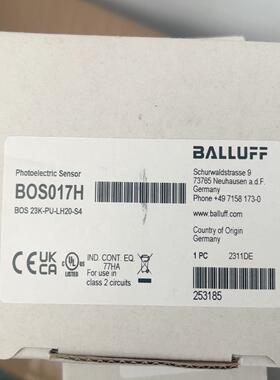 Photoelectric Sensor
BOS017H
BOS 23K-PU-LH20-S4
CE UK CA UL LISTED
IND. CONT. EQ.
77HA
For use in
class 2 circuits
BALLUFF
Schurwaldstrasse 9
73765 Neuhausen a.d.F.
Germany
Phone +49 7158 173-0
www.balluff.com
Country of Origin
Germany
1 PC 2311DE
253185